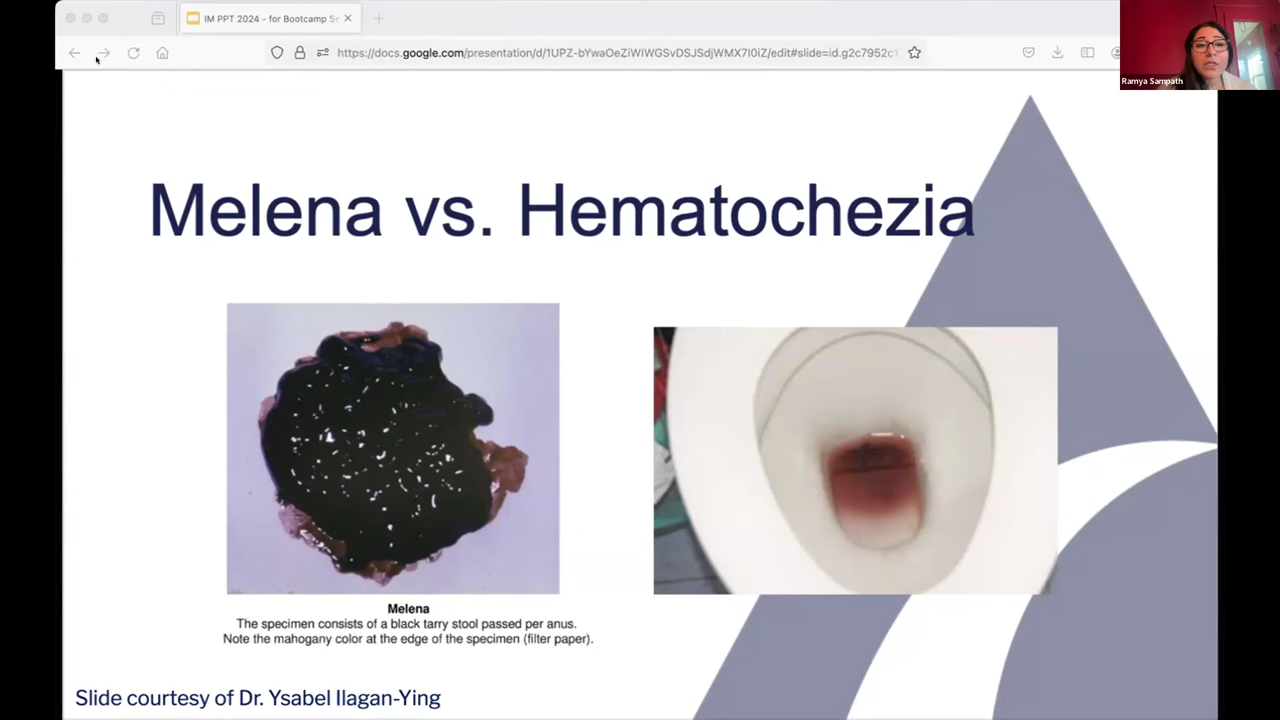 IM PPT 2024 - for Bootcamp Se
https://docs.google.com/presentation/d/1UPZ-bYwaOeZiWIWGSvDSJSdjWMX7I0iZ/edit#slide=id.g2c7952c1
Ramya Sampath
Melena vs. Hematochezia
Melena
The specimen consists of a black tarry stool passed per anus.
Note the mahogany color at the edge of the specimen (filter paper).
Slide courtesy of Dr. Ysabel Ilagan-Ying